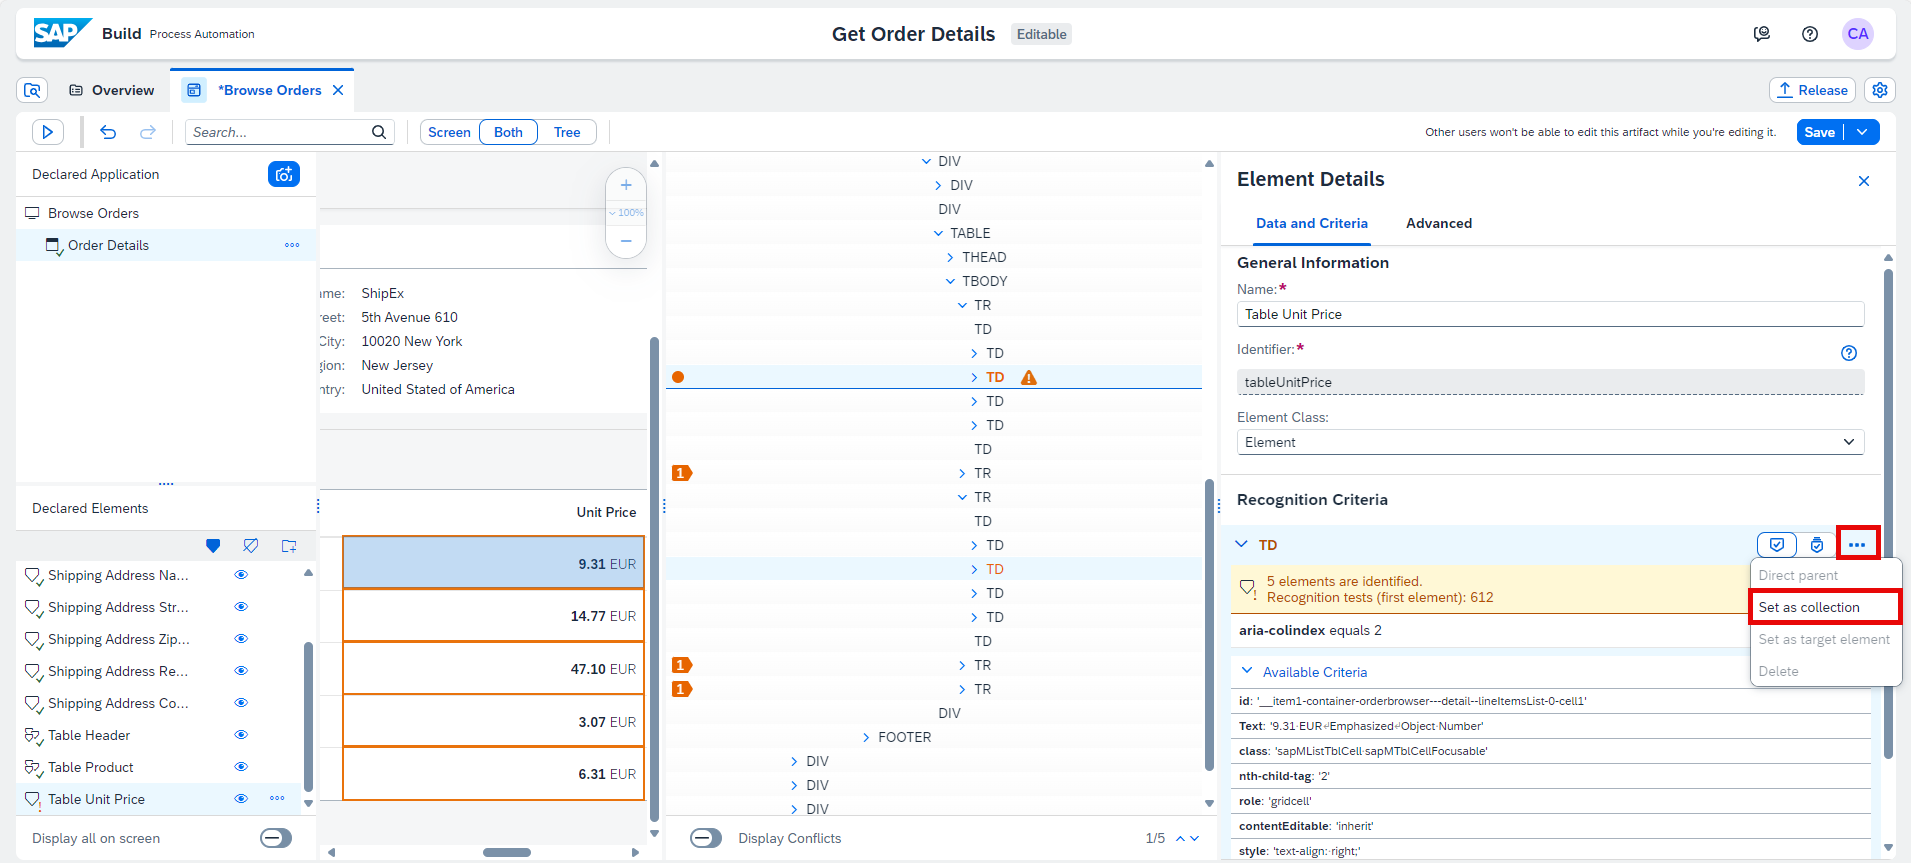 SAP Build Process Automation
Get Order Details Editable
CA
Overview
*Browse Orders
Release
Search...
Screen Both Tree
Other users won't be able to edit this artifact while you're editing it.
Save
Declared Application
Browse Orders
Order Details
Declared Elements
Shipping Address Na...
Shipping Address Str...
Shipping Address Zip...
Shipping Address Re...
Shipping Address Co...
Table Header
Table Product
Table Unit Price
Display all on screen
100%
me: ShipEx
reet: 5th Avenue 610
City: 10020 New York
gion: New Jersey
ntry: United Stated of America
Unit Price
9.31 EUR
14.77 EUR
47.10 EUR
3.07 EUR
6.31 EUR
DIV
DIV
DIV
TABLE
THEAD
TBODY
TR
TD
TD
TD
TD
TD
TD
1 TR
TR
TD
TD
TD
TD
TD
TD
1 TR
1 TR
DIV
FOOTER
DIV
DIV
DIV
Display Conflicts
1/5
Element Details
Data and Criteria Advanced
General Information
Name:*
Table Unit Price
Identifier:*
tableUnitPrice
Element Class:
Element
Recognition Criteria
TD
5 elements are identified.
Recognition tests (first element): 612
aria-colindex equals 2
Direct parent
Set as collection
Set as target element
Delete
Available Criteria
id: '__item1-container-orderbrowser---detail--lineItemsList-0-cell1'
Text: '9.31·EUR↵Emphasized↵Object·Number'
class: 'sapMListTblCell·sapMTblCellFocusable'
nth-child-tag: '2'
role: 'gridcell'
contentEditable: 'inherit'
style: 'text-align:·right;'